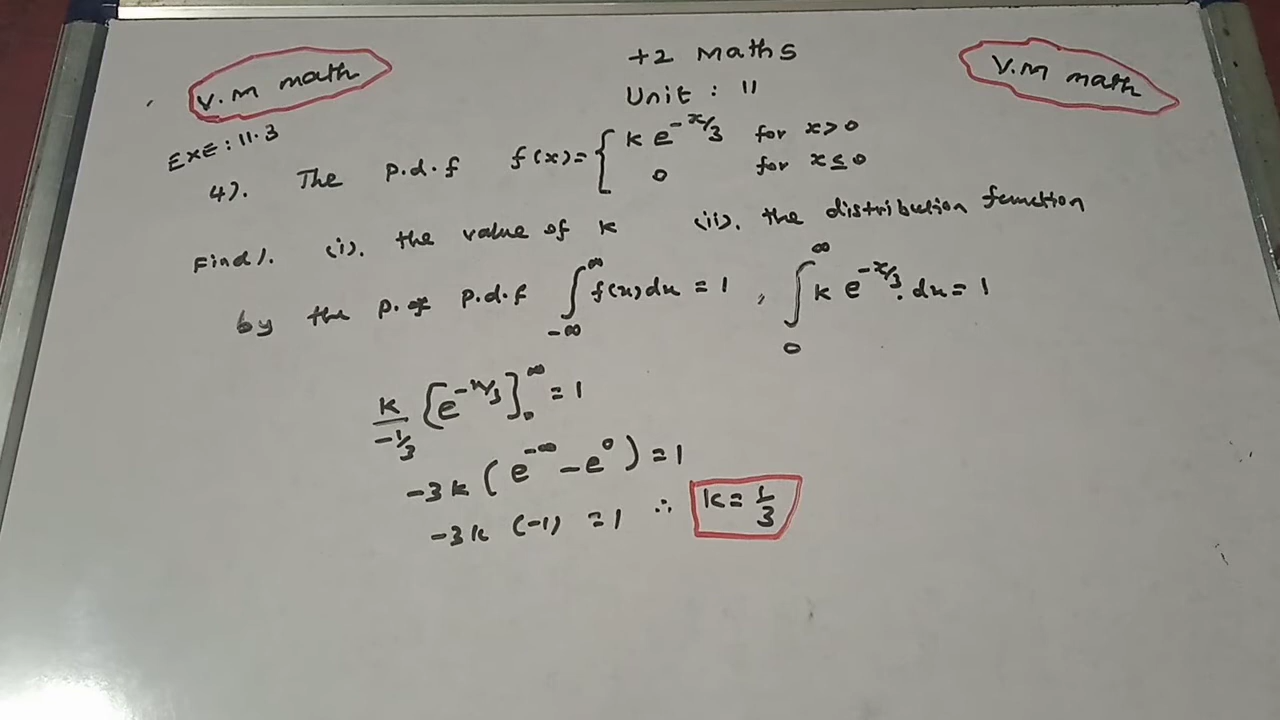 V.M math
+2 Maths
V.M math
Unit : 11
EXE : 11.3
4). The p.d.f f(x) = { k e^{-x/3} for x>0
0 for x≤0
Find). (i). the value of k (ii). the distribution function
by the P. of p.d.f ∫_{-∞}^{∞} f(x)dx = 1 , ∫_{0}^{∞} k e^{-x/3}. dx = 1
k/(-1/3) [e^{-x/3}]_{0}^{∞} = 1
-3k (e^{-∞} - e^{0}) = 1
-3k (-1) = 1 ∴ k = 1/3